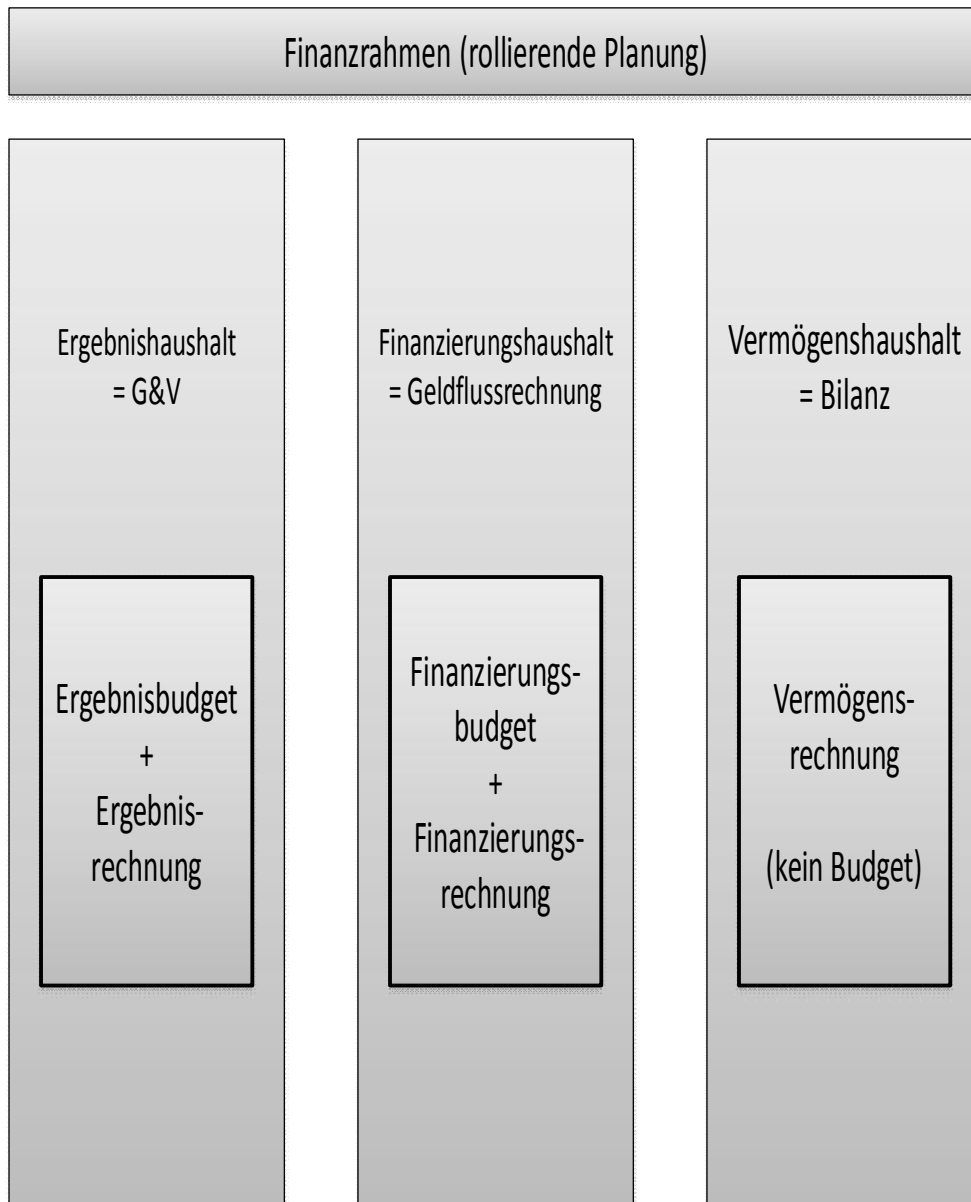 Finanzrahmen (rollierende Planung)
Ergebnishaushalt
= G&V
Ergebnisbudget
+
Ergebnis-
rechnung
Finanzierungshaushalt
= Geldflussrechnung
Finanzierungs-
budget
+
Finanzierungs-
rechnung
Vermögenshaushalt
= Bilanz
Vermögens-
rechnung
(kein Budget)